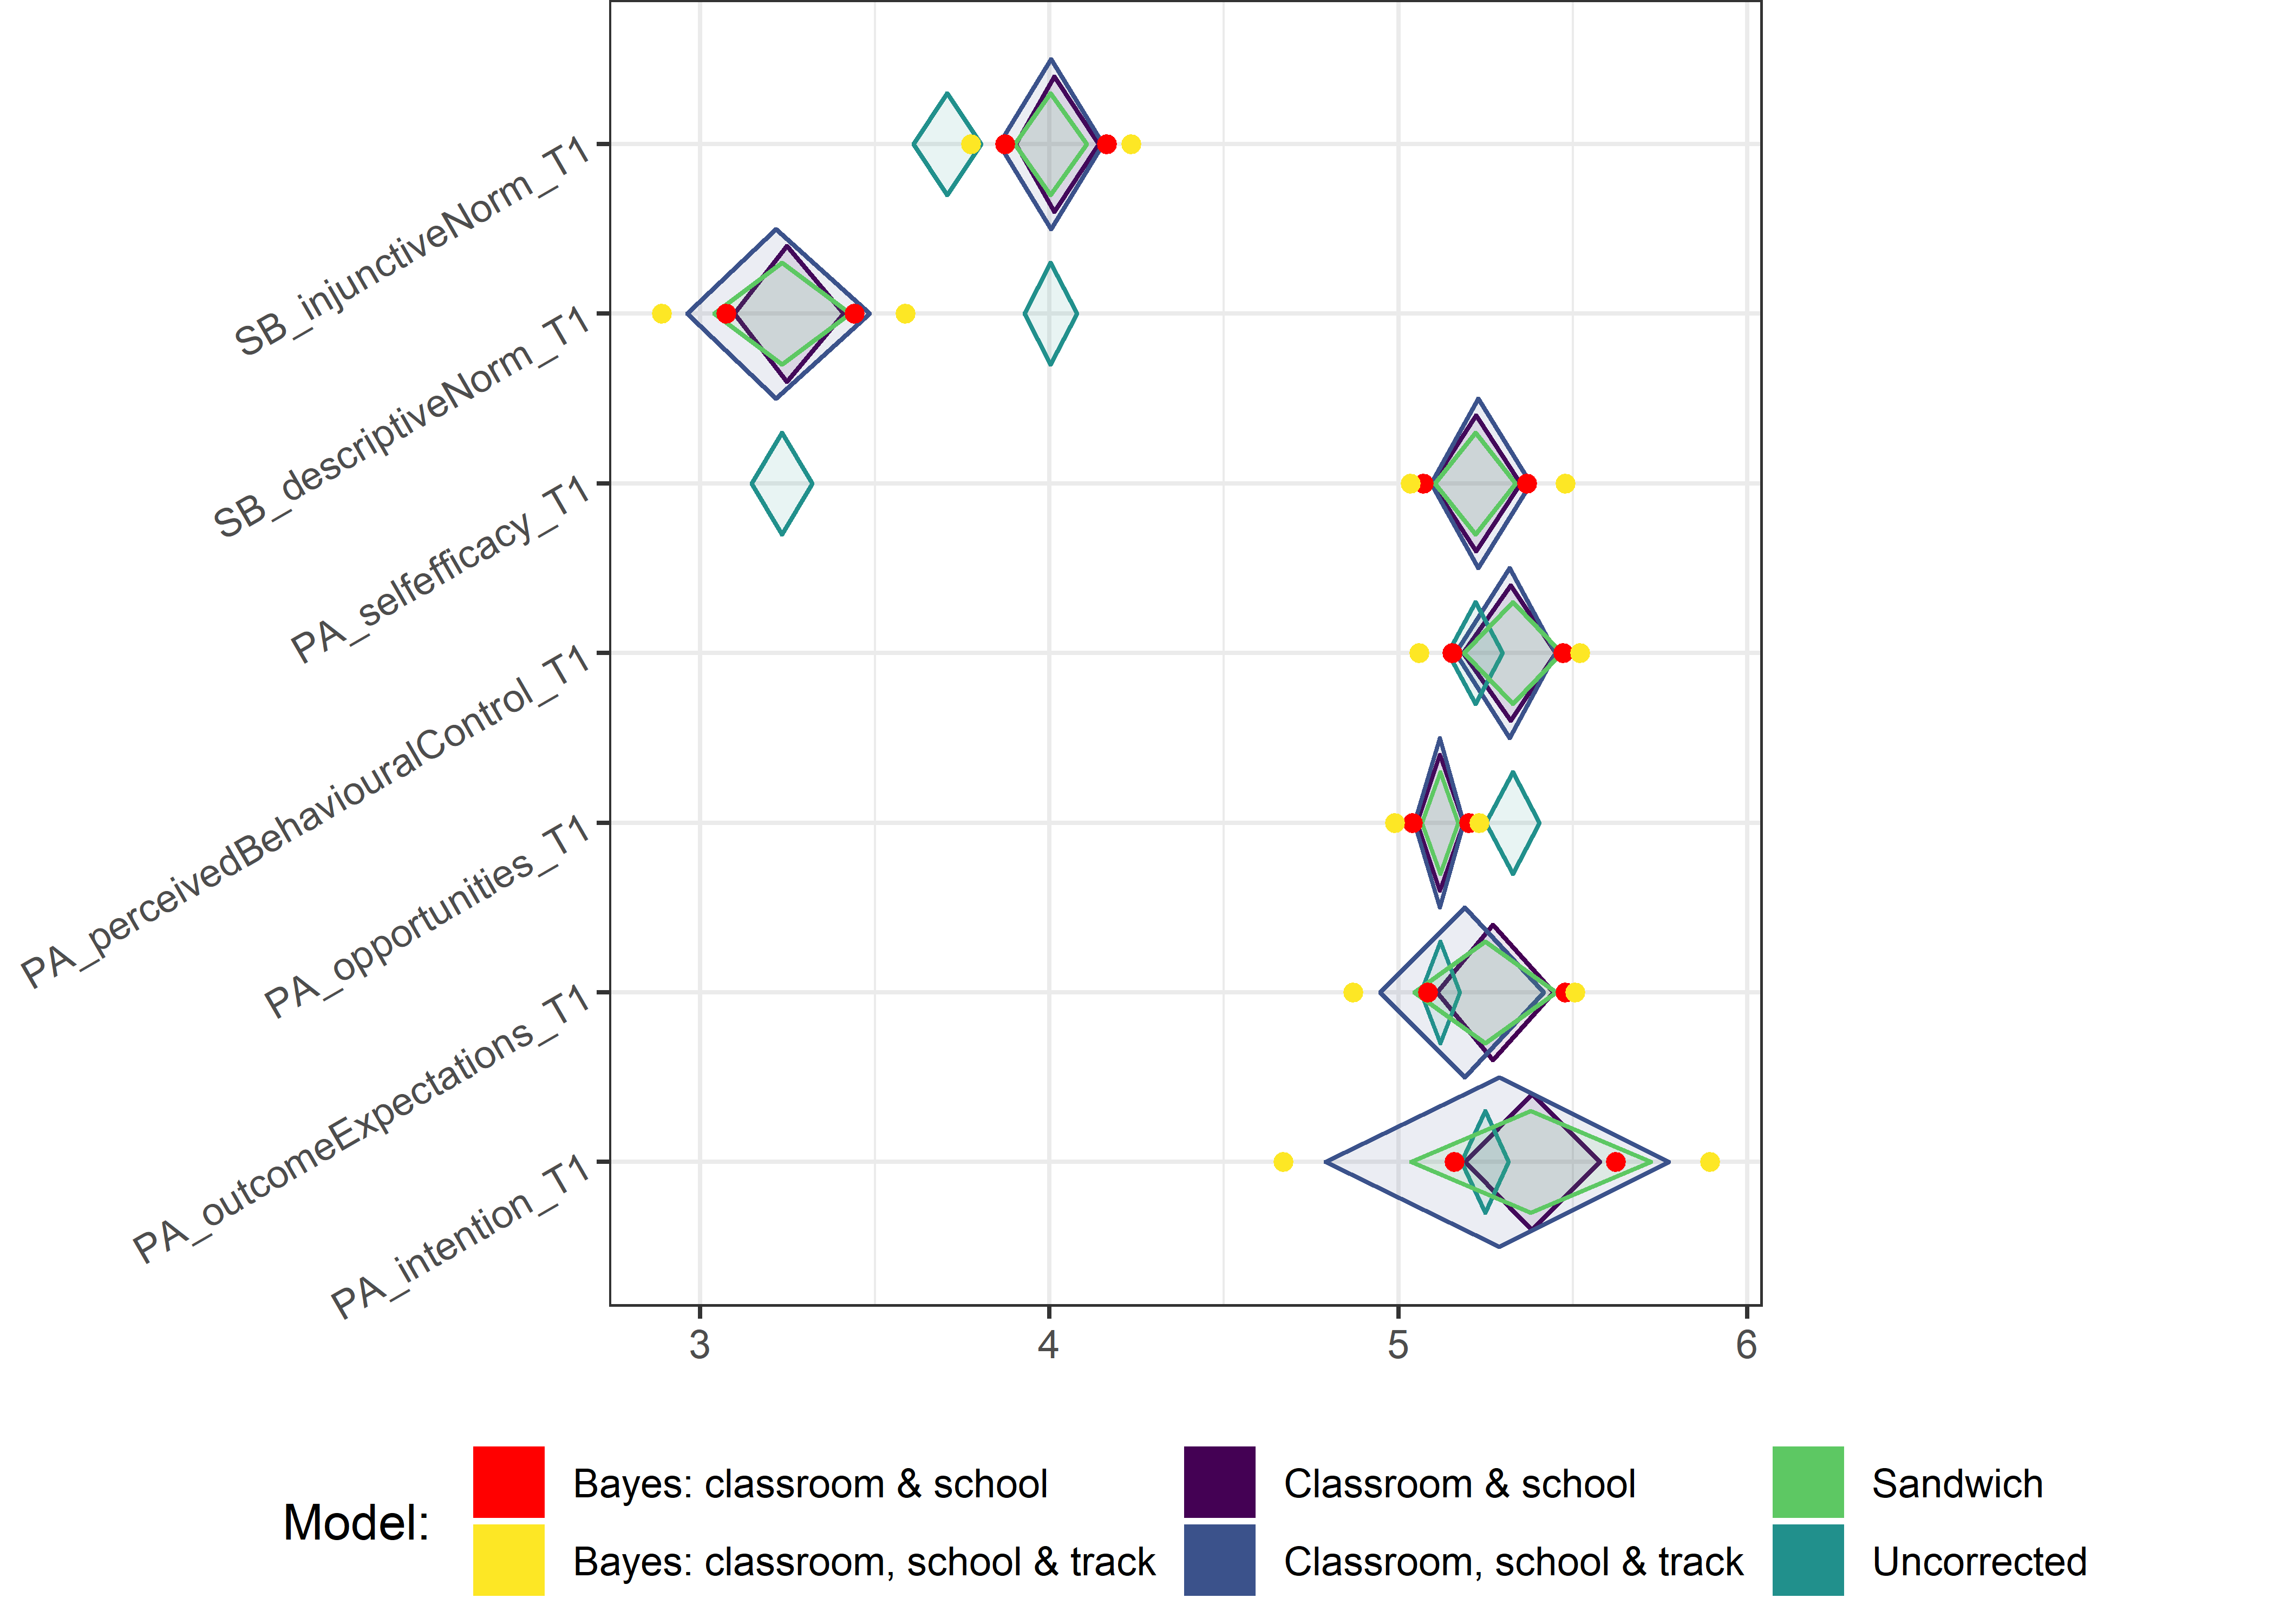 SB_injunctiveNorm_T1
SB_descriptiveNorm_T1
PA_selfefficacy_T1
PA_perceivedBehaviouralControl_T1
PA_opportunities_T1
PA_outcomeExpectations_T1
PA_intention_T1
3 4 5 6
Model:
Bayes: classroom & school
Classroom & school
Sandwich
Bayes: classroom, school & track
Classroom, school & track
Uncorrected